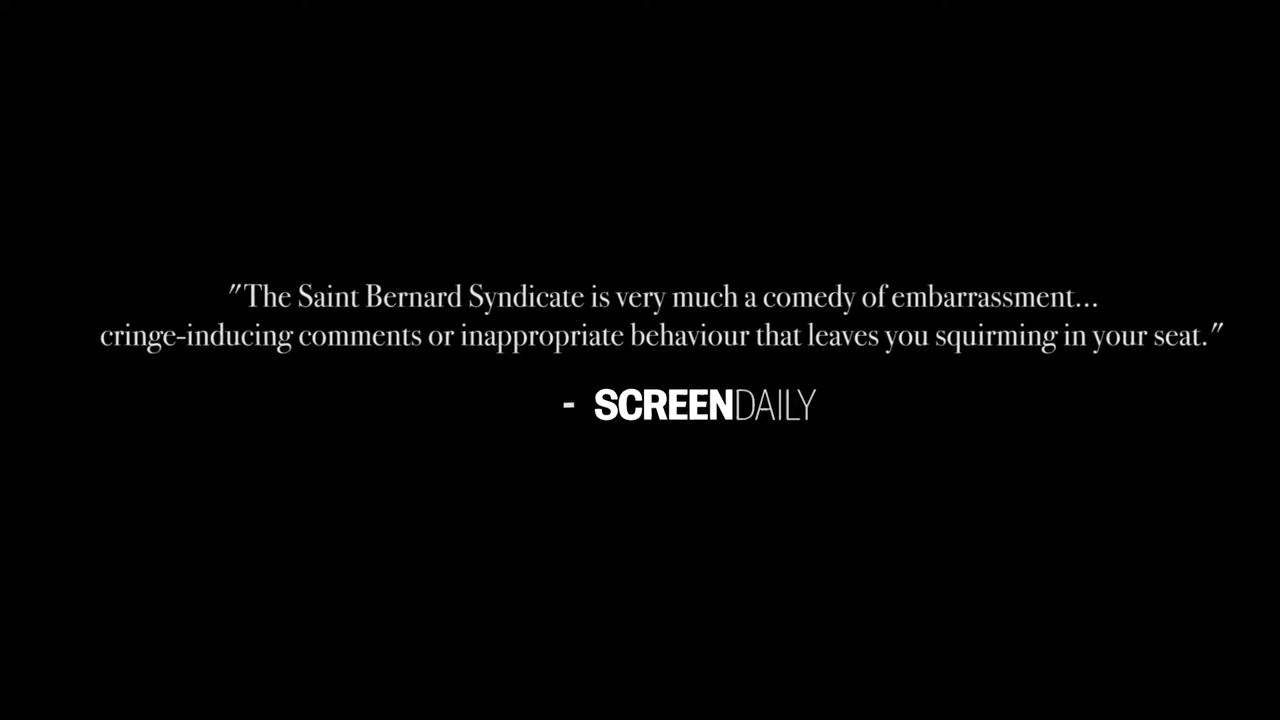 "The Saint Bernard Syndicate is very much a comedy of embarrassment...
cringe-inducing comments or inappropriate behaviour that leaves you squirming in your seat."
- SCREENDAILY